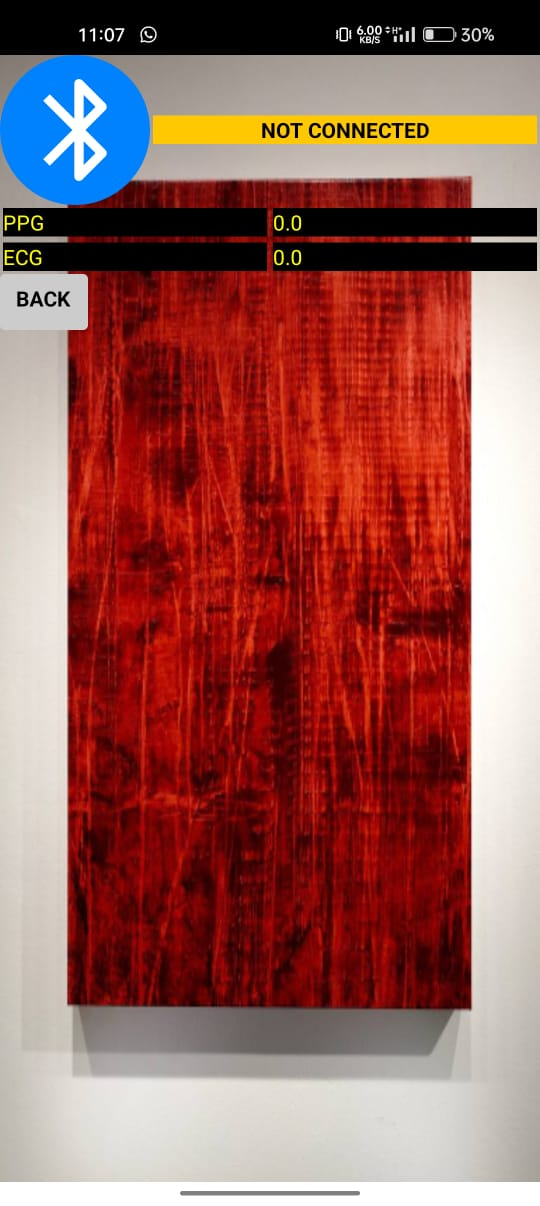 11:07 6.00 KB/S H+ 30%
NOT CONNECTED
PPG 0.0
ECG 0.0
BACK